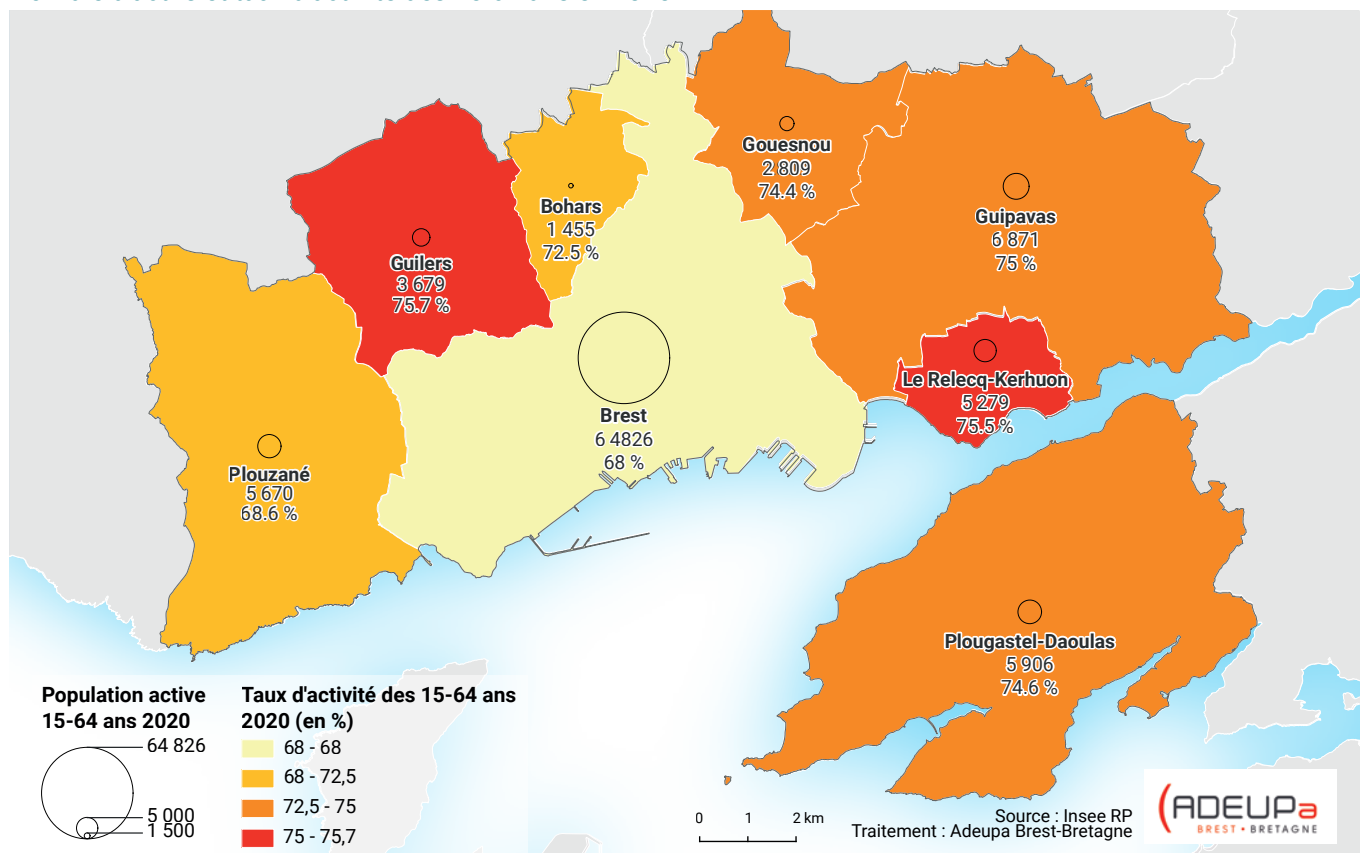 Gouesnou
2 809
74.4 %
Guipavas
6 871
75 %
Bohars
1 455
72.5 %
Guilers
3 679
75.7 %
Le Relecq-Kerhuon
5 279
75.5 %
Brest
6 4826
68 %
Plouzané
5 670
68.6 %
Plougastel-Daoulas
5 906
74.6 %
Population active
15-64 ans 2020
64 826
5 000
1 500
Taux d'activité des 15-64 ans
2020 (en %)
68 - 68
68 - 72,5
72,5 - 75
75 - 75,7
0 1 2 km
Source : Insee RP
Traitement : Adeupa Brest-Bretagne
ADEUPa
BREST • BRETAGNE